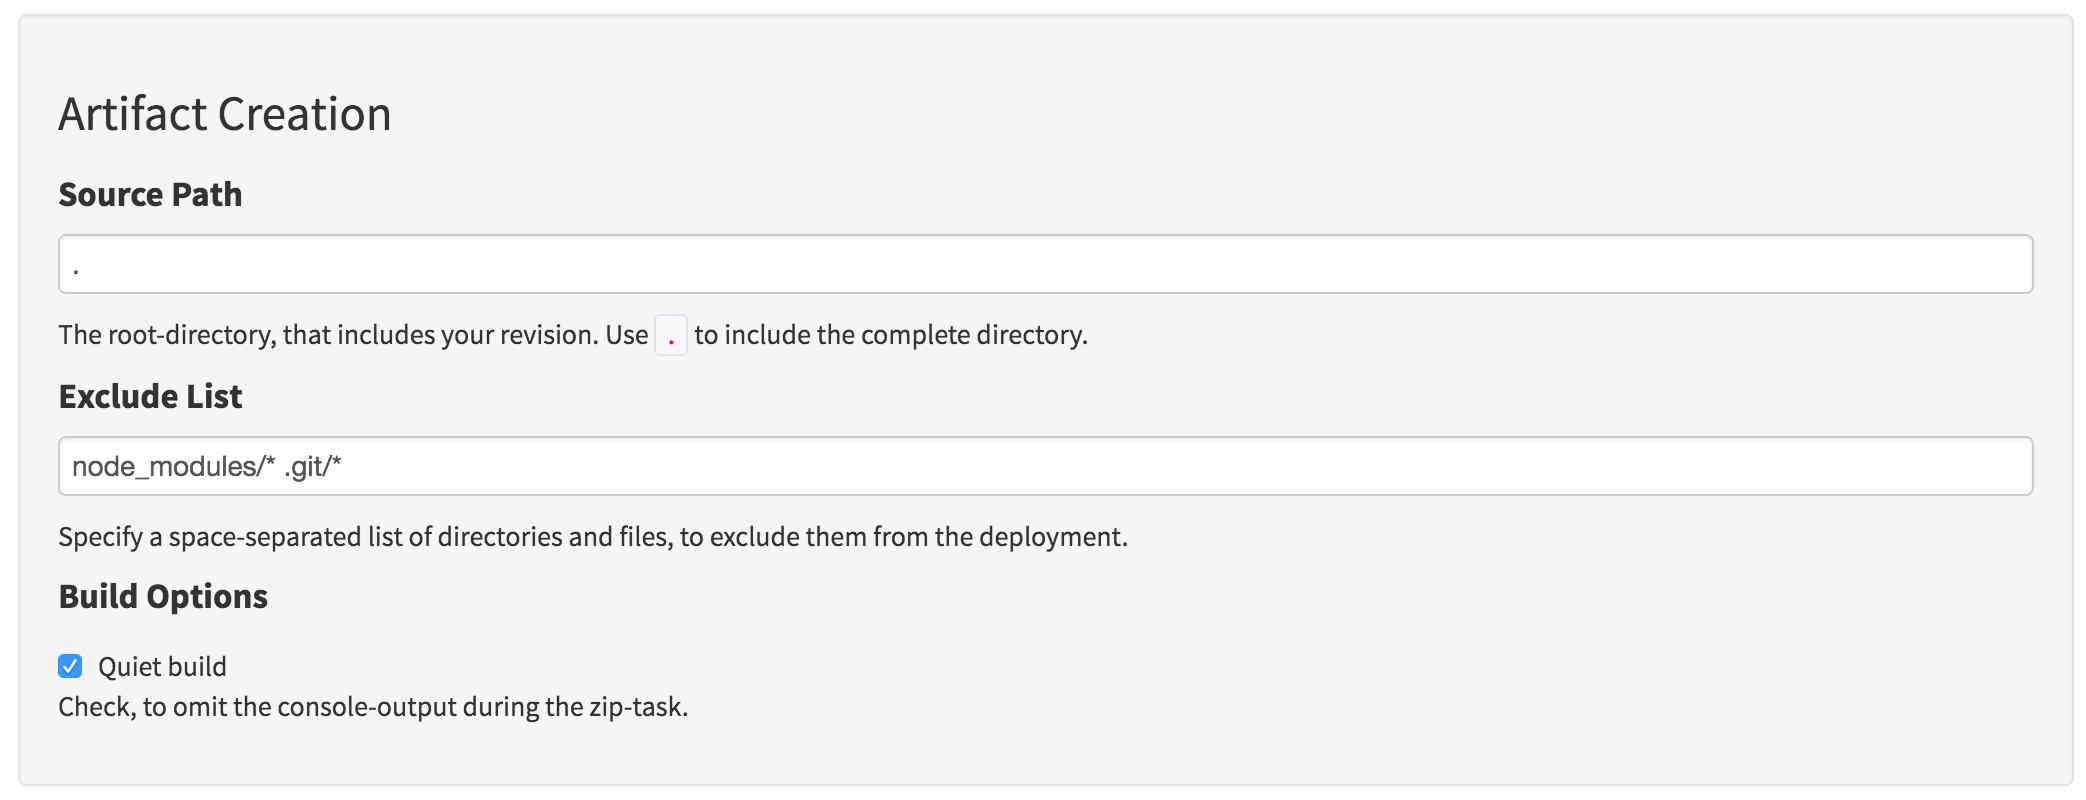 Artifact Creation
Source Path
.
The root-directory, that includes your revision. Use . to include the complete directory.
Exclude List
node_modules/* .git/*
Specify a space-separated list of directories and files, to exclude them from the deployment.
Build Options
Quiet build
Check, to omit the console-output during the zip-task.